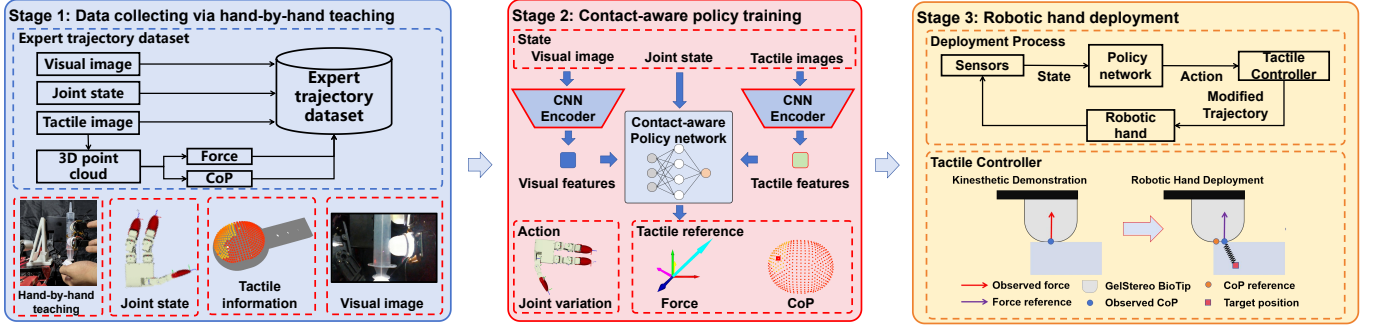 Stage 1: Data collecting via hand-by-hand teaching
Expert trajectory dataset
Visual image
Joint state
Tactile image
3D point
cloud
Force
CoP
Expert
trajectory
dataset
Hand-by-hand
teaching
Joint state
Tactile
information
Visual image
Stage 2: Contact-aware policy training
State
Visual image
Joint state
Tactile images
CNN
Encoder
CNN
Encoder
Contact-aware
Policy network
Visual features
Tactile features
Action
Joint variation
Tactile reference
Force
CoP
Stage 3: Robotic hand deployment
Deployment Process
Sensors
State
Policy
network
Action
Tactile
Controller
Modified
Trajectory
Robotic
hand
Tactile Controller
Kinesthetic Demonstration
Robotic Hand Deployment
Observed force
GelStereo BioTip
CoP reference
Force reference
Observed CoP
Target position